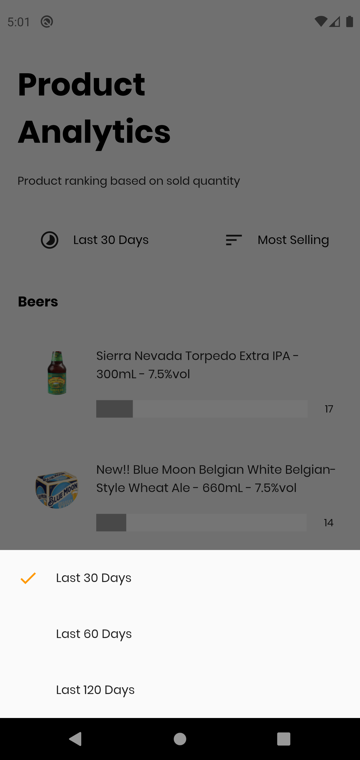 5:01
Product
Analytics
Product ranking based on sold quantity
Last 30 Days
Most Selling
Beers
Sierra Nevada Torpedo Extra IPA -
300mL - 7.5%vol
17
New!! Blue Moon Belgian White Belgian-
Style Wheat Ale - 660mL - 7.5%vol
BLUE MOON
14
Last 30 Days
Last 60 Days
Last 120 Days